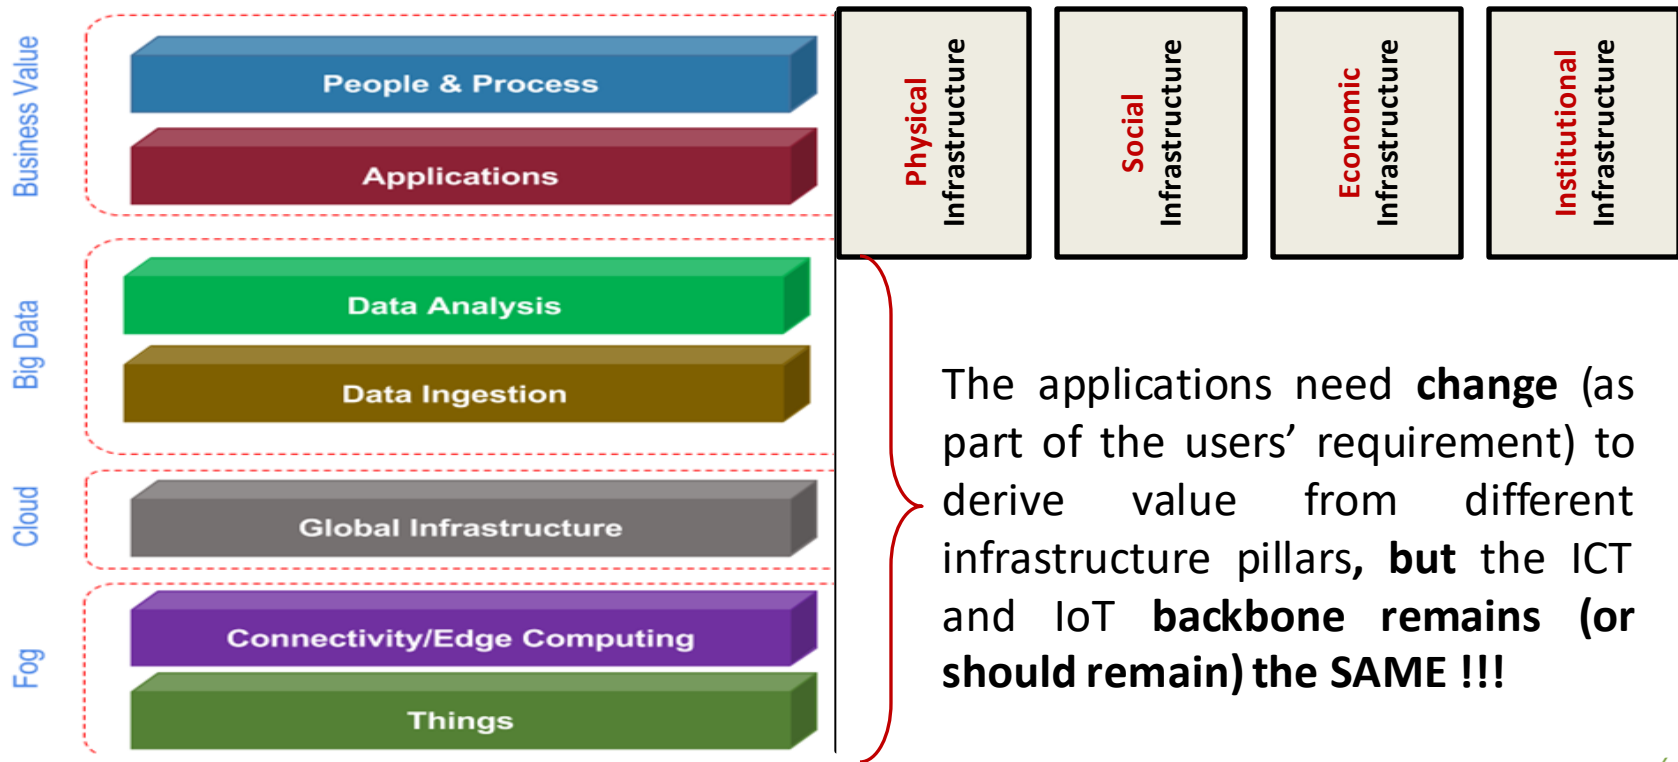 Business Value
People & Process
Applications
Physical
Infrastructure
Social
Infrastructure
Economic
Infrastructure
Institutional
Infrastructure
Big Data
Data Analysis
Data Ingestion
Cloud
Global Infrastructure
Fog
Connectivity/Edge Computing
Things
The applications need change (as
part of the users’ requirement) to
derive value from different
infrastructure pillars, but the ICT
and IoT backbone remains (or
should remain) the SAME !!!